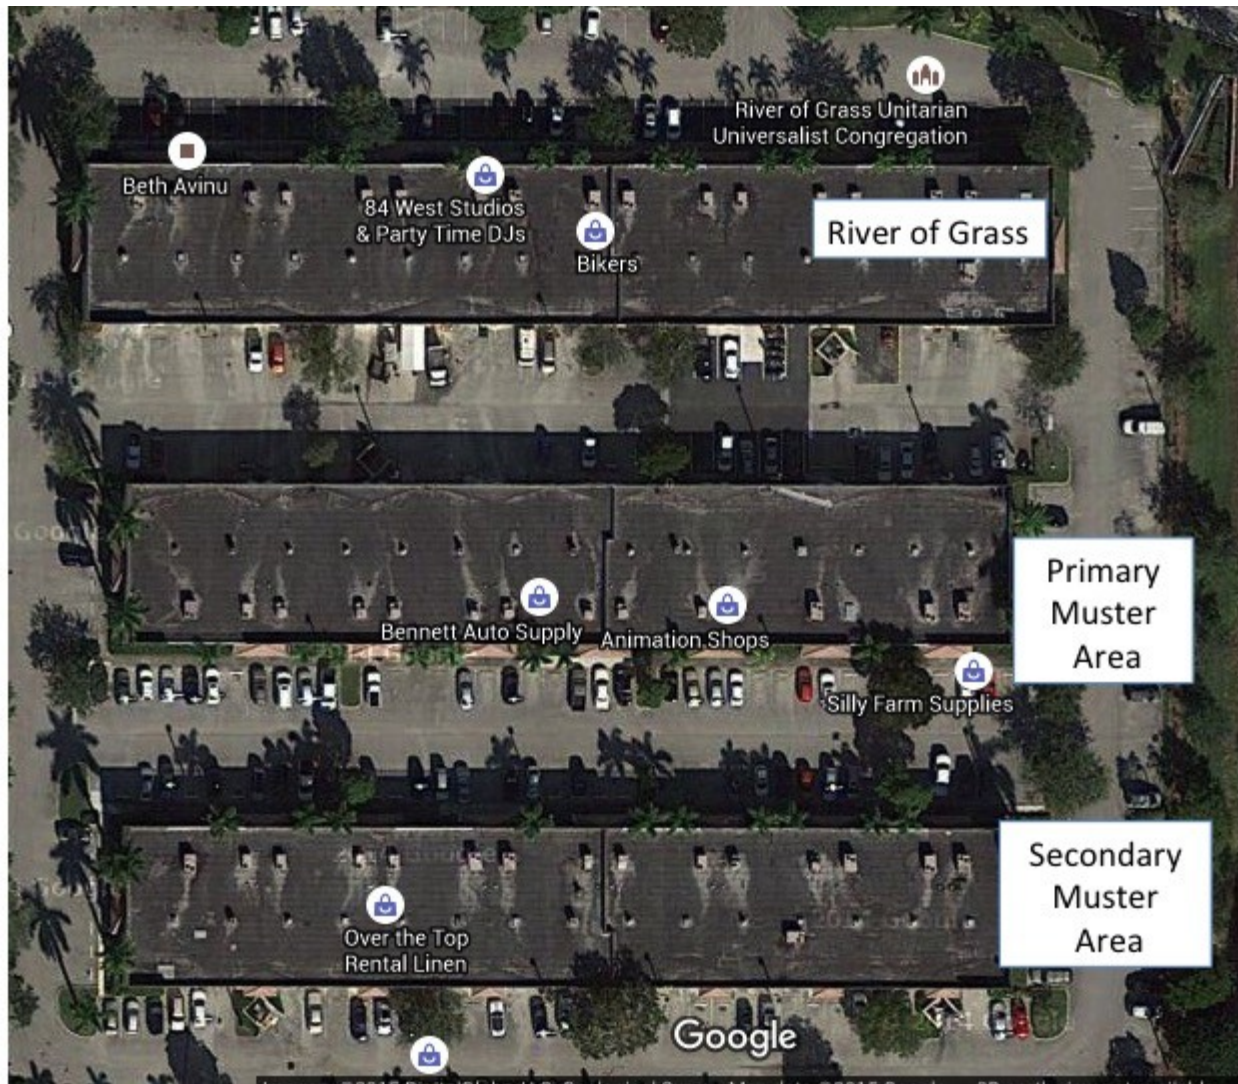 River of Grass Unitarian
Universalist Congregation
Beth Avinu
84 West Studios
& Party Time DJs
River of Grass
Bikers
Primary
Muster
Area
Bennett Auto Supply
Animation Shops
Silly Farm Supplies
Secondary
Muster
Area
Over the Top
Rental Linen
Google